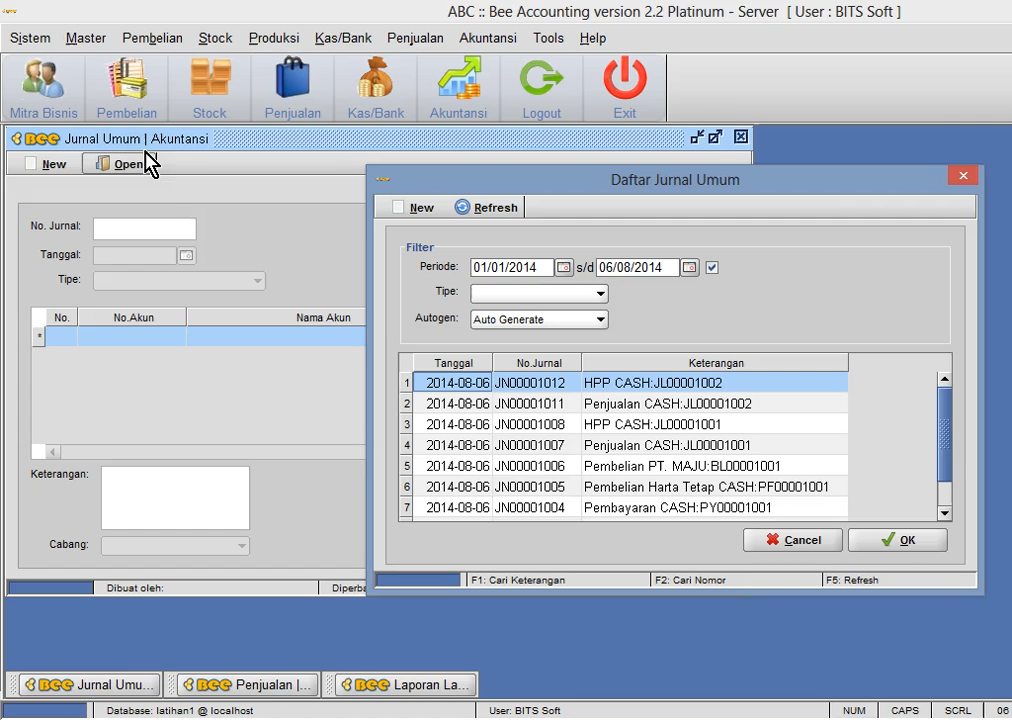 ABC :: Bee Accounting version 2.2 Platinum - Server [ User : BITS Soft ]
Sistem Master Pembelian Stock Produksi Kas/Bank Penjualan Akuntansi Tools Help
Mitra Bisnis Pembelian Stock Penjualan Kas/Bank Akuntansi Logout Exit
Bee Jurnal Umum | Akuntansi
New Open
No. Jurnal:
Tanggal:
Tipe:
No. No.Akun Nama Akun
*
Keterangan:
Cabang:
Dibuat oleh: Diperba
Daftar Jurnal Umum
New Refresh
Filter
Periode: 01/01/2014 s/d 06/08/2014
Tipe:
Autogen: Auto Generate
Tanggal No.Jurnal Keterangan
1 2014-08-06 JN00001012 HPP CASH:JL00001002
2 2014-08-06 JN00001011 Penjualan CASH:JL00001002
3 2014-08-06 JN00001008 HPP CASH:JL00001001
4 2014-08-06 JN00001007 Penjualan CASH:JL00001001
5 2014-08-06 JN00001006 Pembelian PT. MAJU:BL00001001
6 2014-08-06 JN00001005 Pembelian Harta Tetap CASH:PF00001001
7 2014-08-06 JN00001004 Pembayaran CASH:PY00001001
Cancel OK
F1: Cari Keterangan F2: Cari Nomor F5: Refresh
Bee Jurnal Umu... Bee Penjualan |... Bee Laporan La...
Database: latihan1 @ localhost User: BITS Soft NUM CAPS SCRL 06